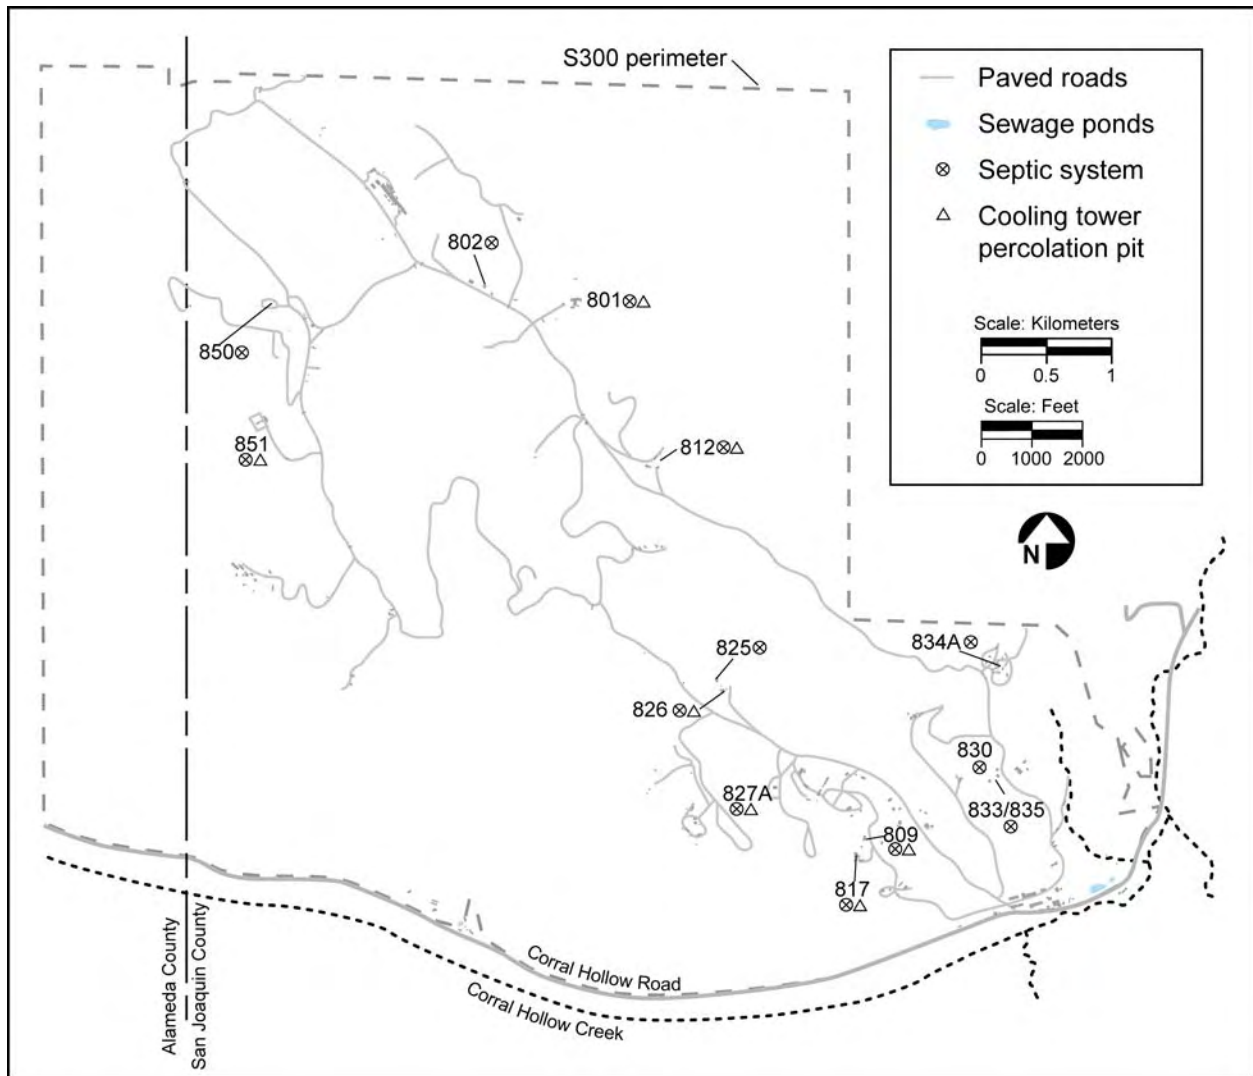 S300 perimeter
Paved roads
Sewage ponds
Septic system
Cooling tower
percolation pit
Scale: Kilometers
0 0.5 1
Scale: Feet
0 1000 2000
N
802
801
850
851
812
825
834A
826
830
827A
833/835
809
817
Corral Hollow Road
Corral Hollow Creek
Alameda County
San Joaquin County